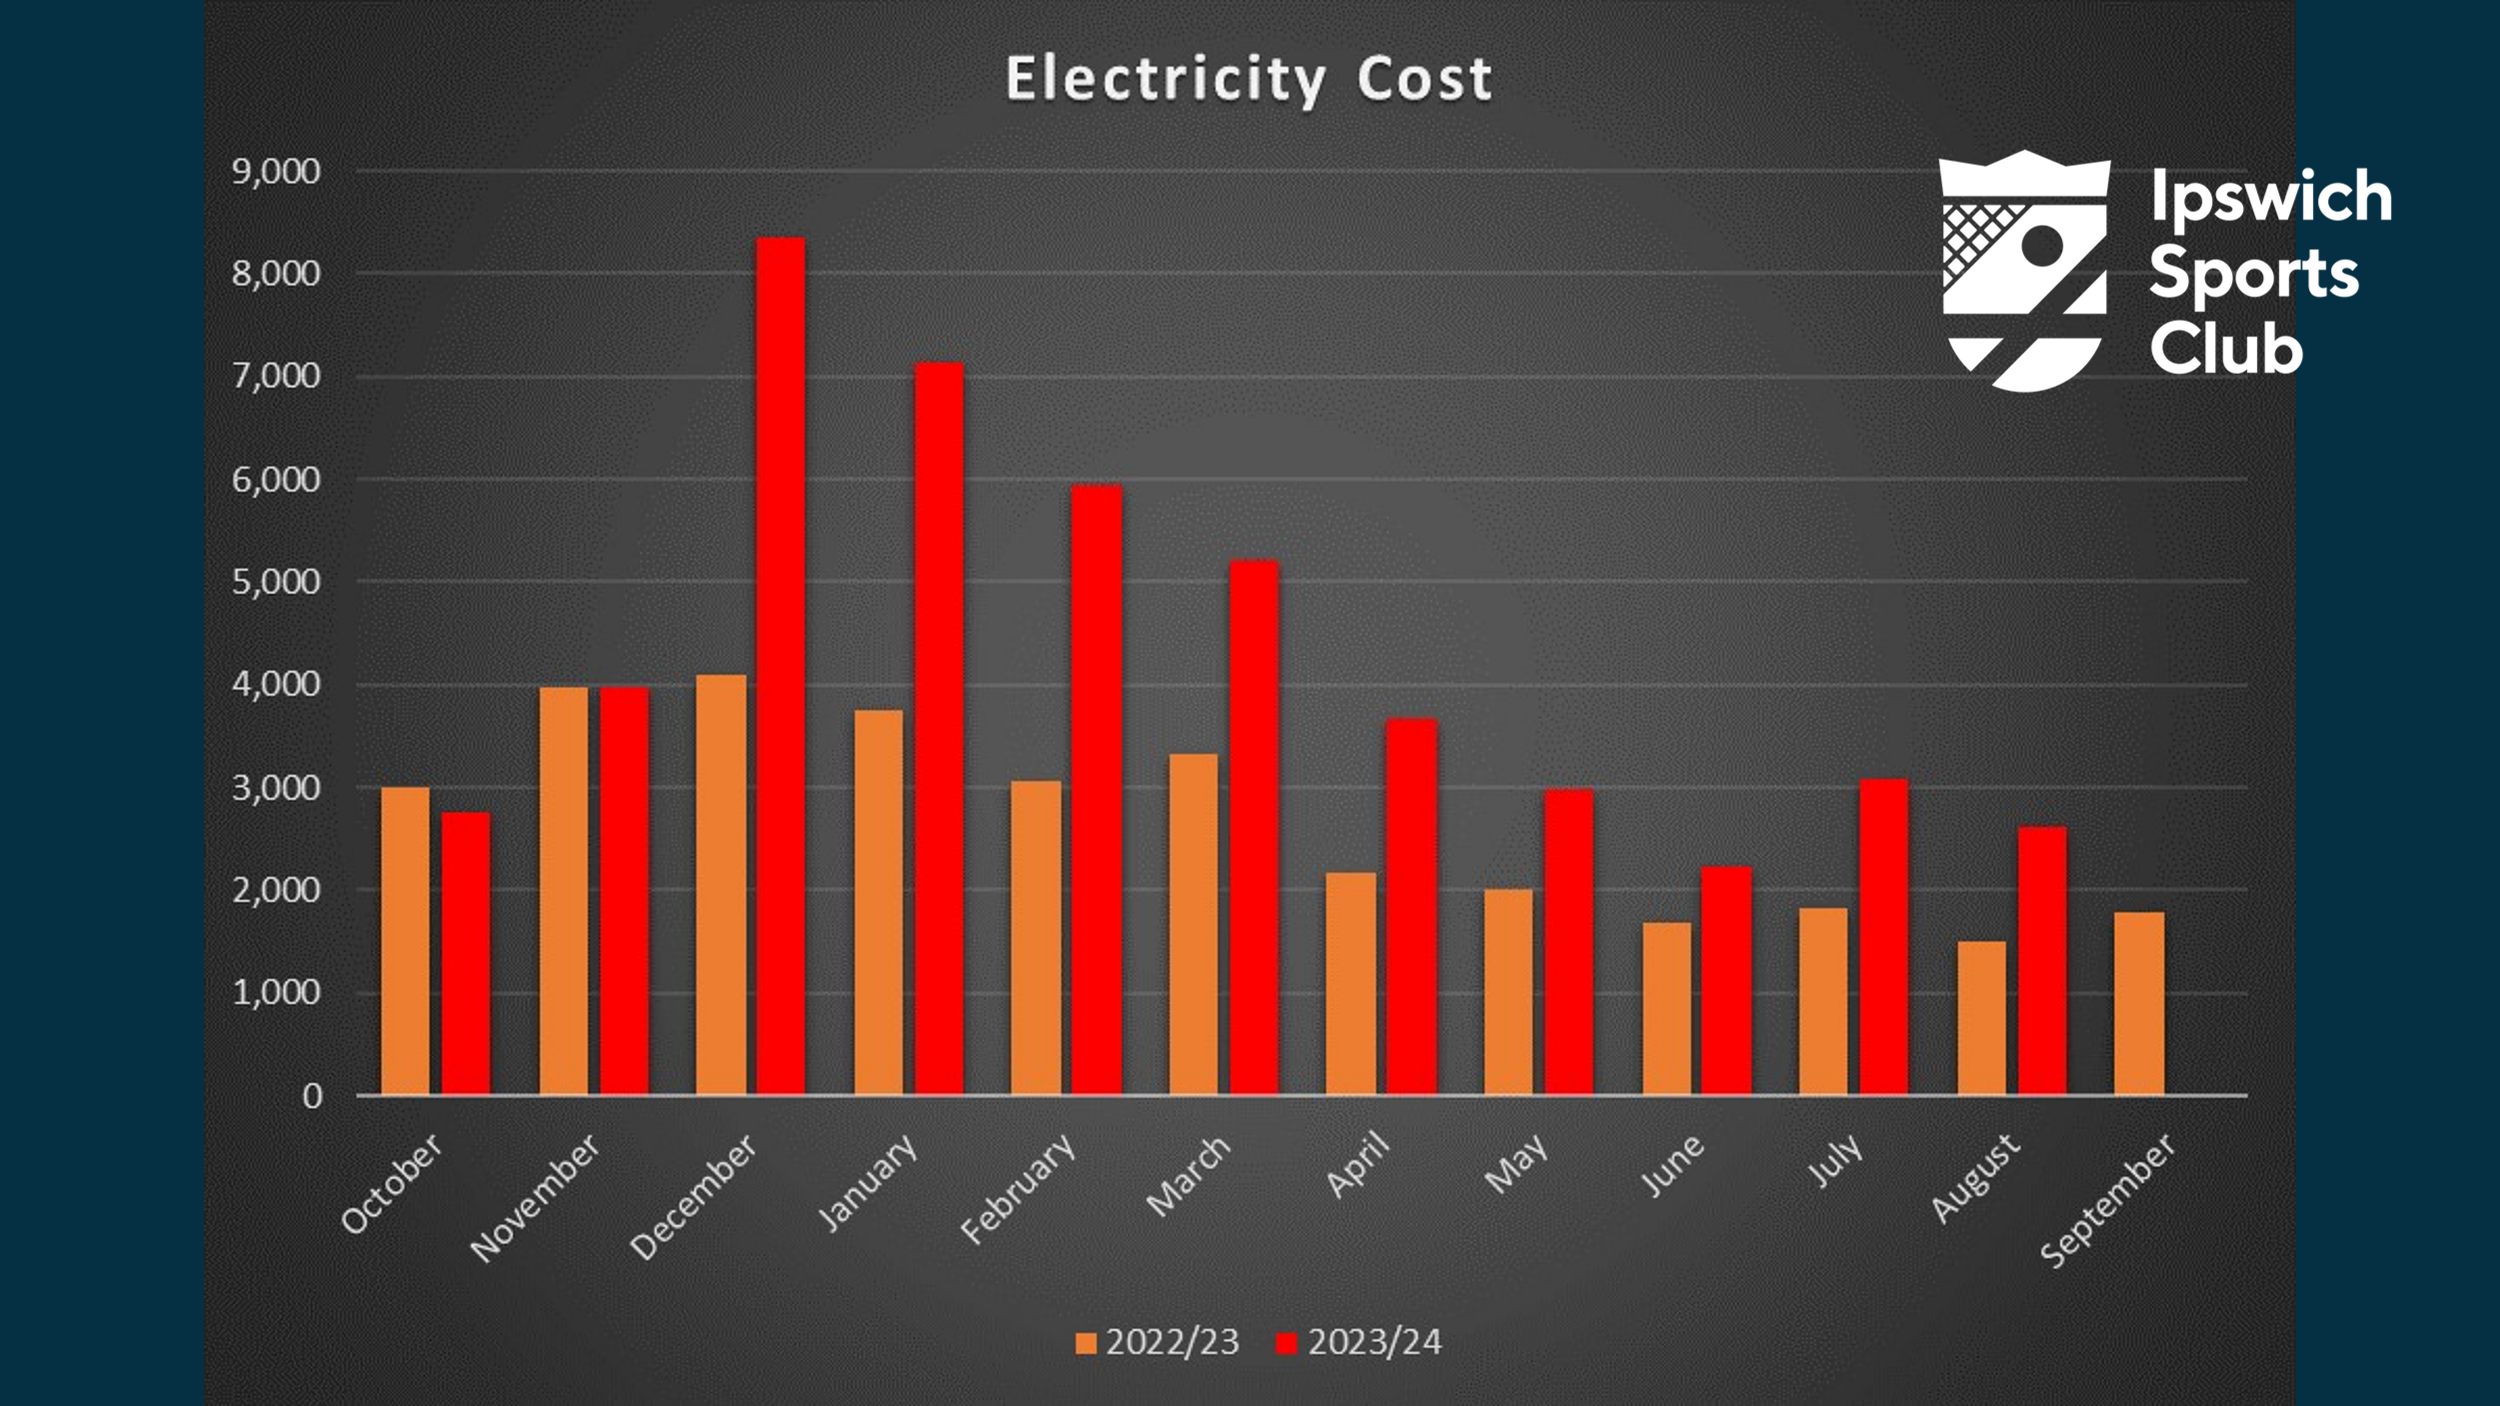 Electricity Cost
Ipswich
Sports
Club
9,000
8,000
7,000
6,000
5,000
4,000
3,000
2,000
1,000
0
October
November
December
January
February
March
April
May
June
July
August
September
2022/23
2023/24